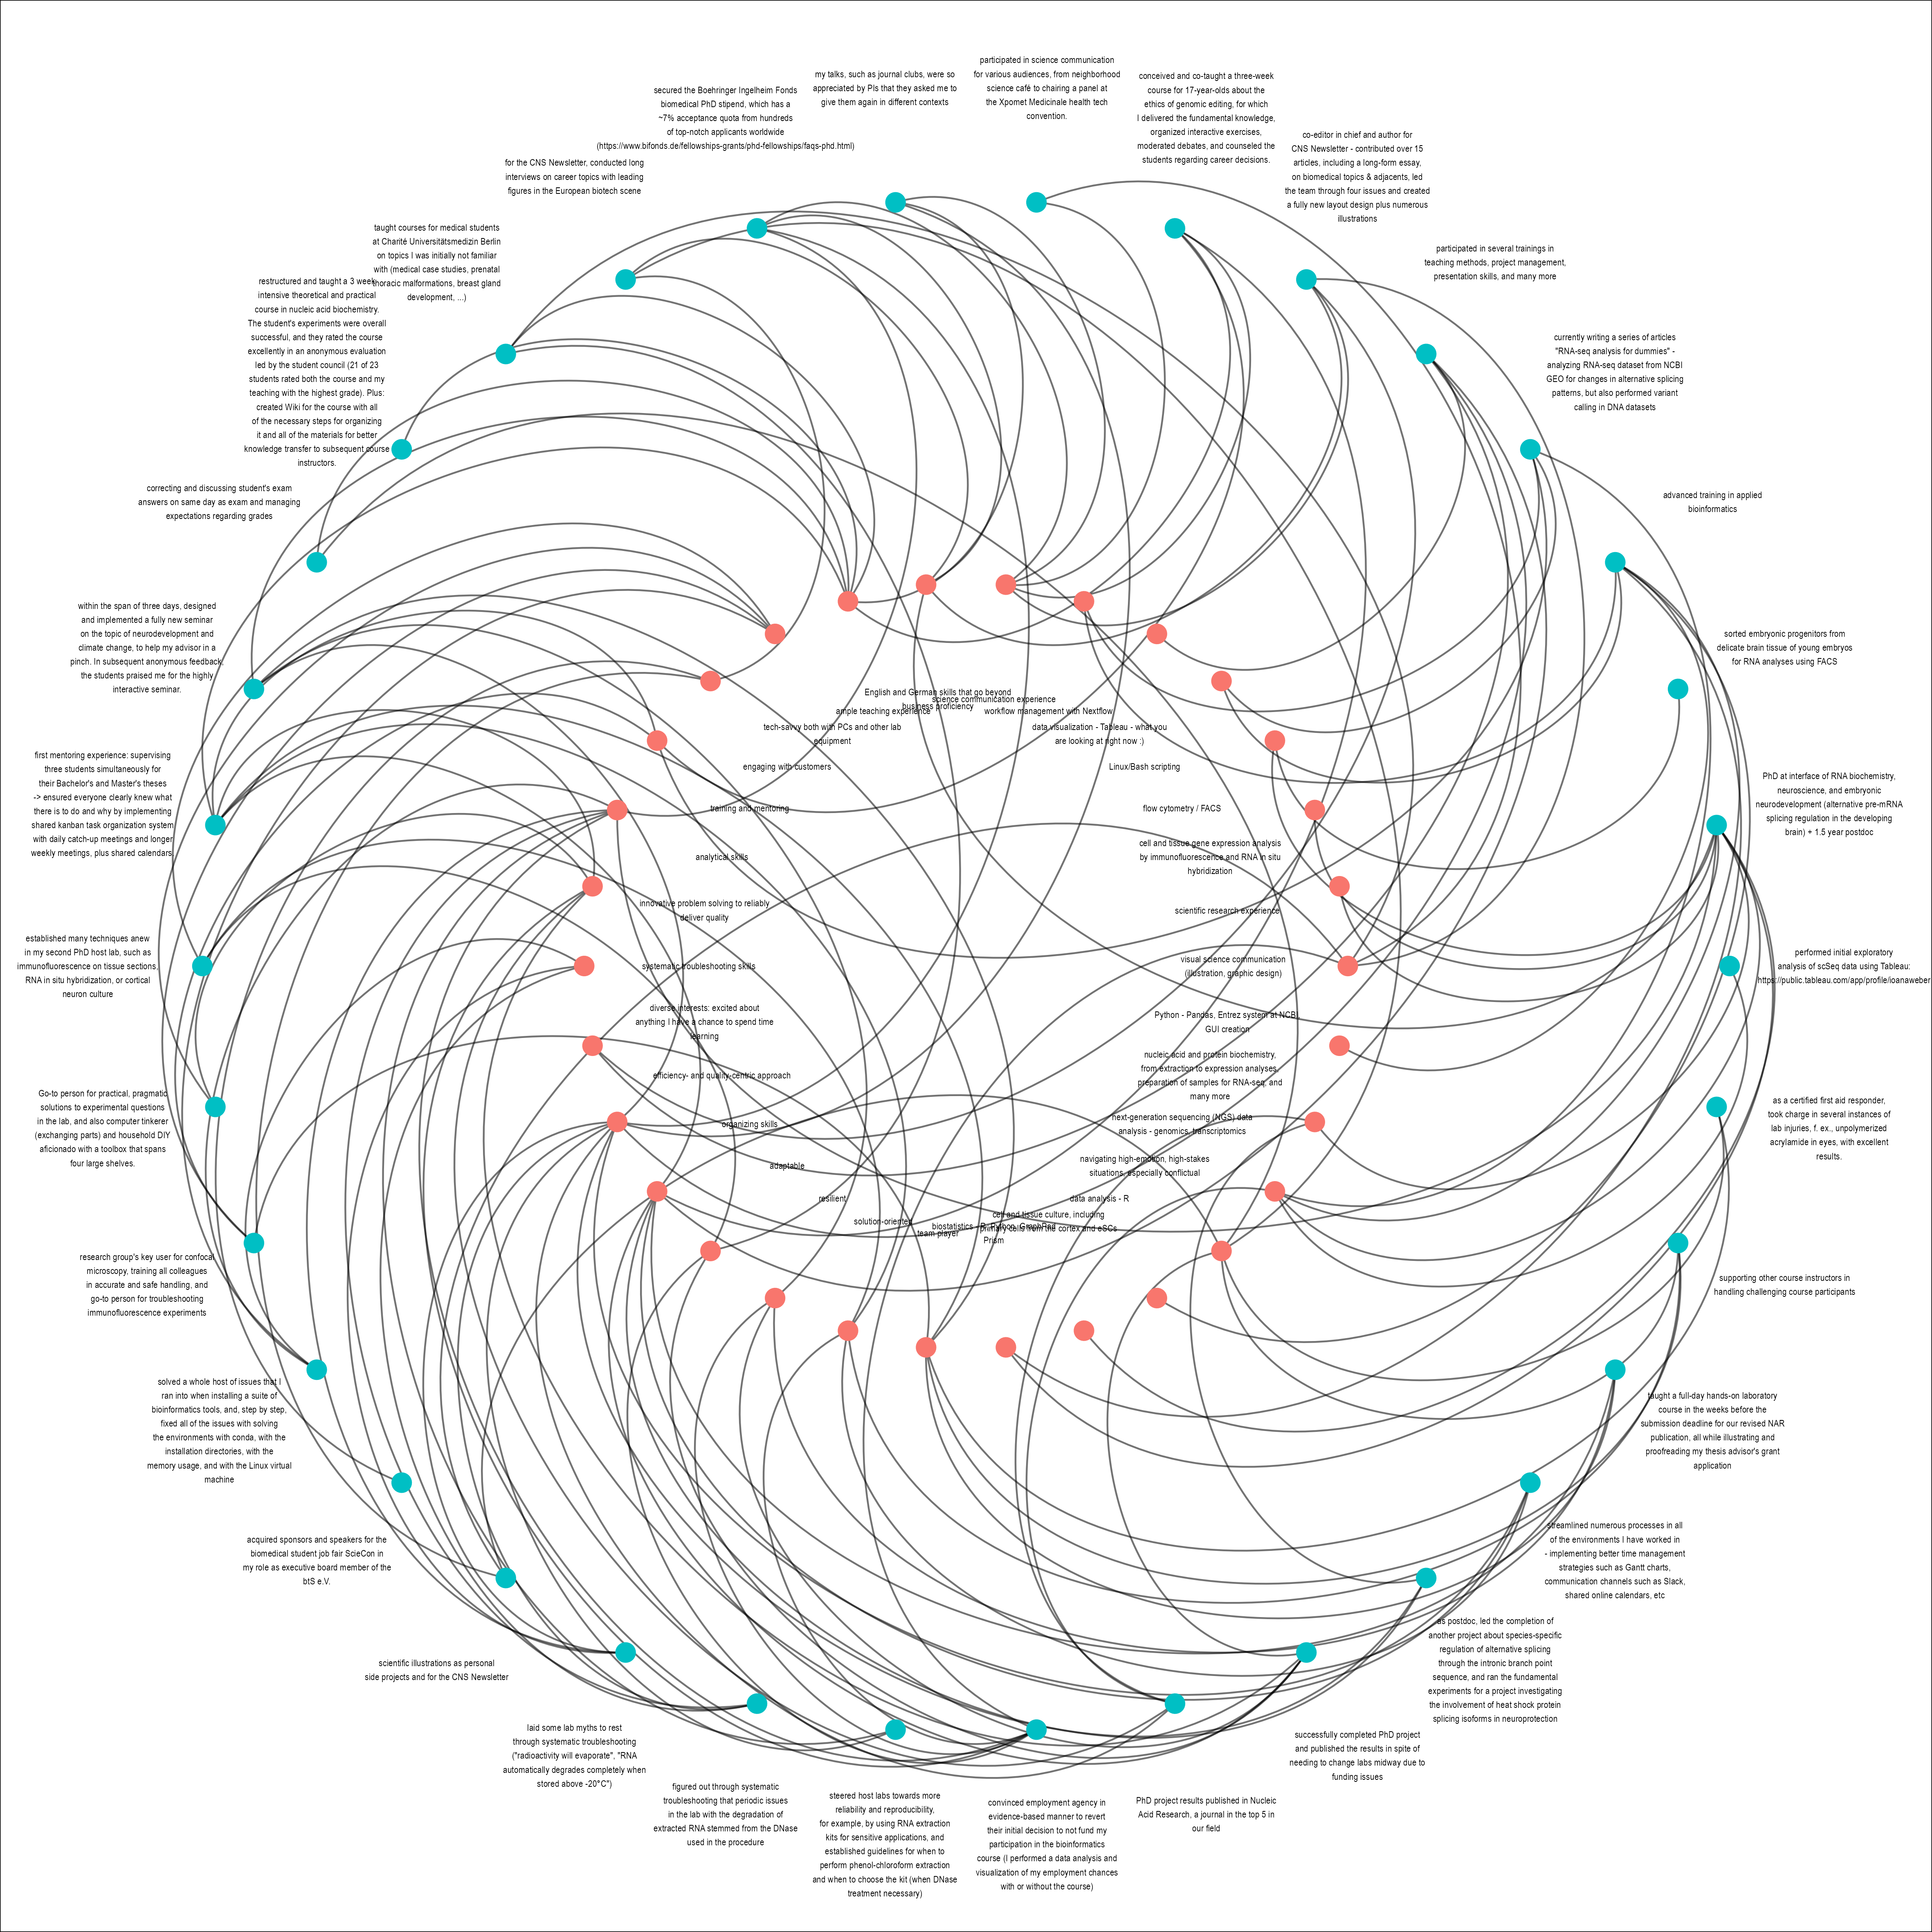 participated in science communication
for various audiences, from neighborhood
science café to chairing a panel at
the Xpomet Medicinale health tech
convention.
my talks, such as journal clubs, were so
appreciated by PIs that they asked me to
give them again in different contexts
conceived and co-taught a three-week
course for 17-year-olds about the
ethics of genomic editing, for which
I delivered the fundamental knowledge,
organized interactive exercises,
moderated debates, and counseled the
students regarding career decisions.
secured the Boehringer Ingelheim Fonds
biomedical PhD stipend, which has a
~7% acceptance quota from hundreds
of top-notch applicants worldwide
(https://www.bifonds.de/fellowships-grants/phd-fellowships/faqs-phd.html)
co-editor in chief and author for
CNS Newsletter - contributed over 15
articles, including a long-form essay,
on biomedical topics & adjacents, led
the team through four issues and created
a fully new layout design plus numerous
illustrations
for the CNS Newsletter, conducted long
interviews on career topics with leading
figures in the European biotech scene
taught courses for medical students
at Charité Universitätsmedizin Berlin
on topics I was initially not familiar
with (medical case studies, prenatal
thoracic malformations, breast gland
development, ...)
participated in several trainings in
teaching methods, project management,
presentation skills, and many more
restructured and taught a 3 week
intensive theoretical and practical
course in nucleic acid biochemistry.
The student's experiments were overall
successful, and they rated the course
excellently in an anonymous evaluation
led by the student council (21 of 23
students rated both the course and my
teaching with the highest grade). Plus:
created Wiki for the course with all
of the necessary steps for organizing
it and all of the materials for better
knowledge transfer to subsequent course
instructors.
currently writing a series of articles
"RNA-seq analysis for dummies" -
analyzing RNA-seq dataset from NCBI
GEO for changes in alternative splicing
patterns, but also performed variant
calling in DNA datasets
correcting and discussing student's exam
answers on same day as exam and managing
expectations regarding grades
advanced training in applied
bioinformatics
within the span of three days, designed
and implemented a fully new seminar
on the topic of neurodevelopment and
climate change, to help my advisor in a
pinch. In subsequent anonymous feedback,
the students praised me for the highly
interactive seminar.
sorted embryonic progenitors from
delicate brain tissue of young embryos
for RNA analyses using FACS
English and German skills that go beyond
business proficiency
science communication experience
ample teaching experience
workflow management with Nextflow
tech-savvy both with PCs and other lab
equipment
data visualization - Tableau - what you
are looking at right now :)
engaging with customers
Linux/Bash scripting
training and mentoring
flow cytometry / FACS
analytical skills
cell and tissue gene expression analysis
by immunofluorescence and RNA in situ
hybridization
innovative problem solving to reliably
deliver quality
scientific research experience
systematic troubleshooting skills
visual science communication
(illustration, graphic design)
diverse interests: excited about
anything I have a chance to spend time
learning
Python - Pandas, Entrez system at NCBI,
GUI creation
efficiency- and quality-centric approach
nucleic acid and protein biochemistry,
from extraction to expression analyses,
preparation of samples for RNA-seq, and
many more
organizing skills
next-generation sequencing (NGS) data
analysis - genomics, transcriptomics
adaptable
navigating high-emotion, high-stakes
situations, especially conflictual
resilient
data analysis - R
solution-oriented
cell and tissue culture, including
primary cells from the cortex and eSCs
team player
biostatistics - R, Python, GraphPad
Prism
first mentoring experience: supervising
three students simultaneously for
their Bachelor's and Master's theses
-> ensured everyone clearly knew what
there is to do and why by implementing
shared kanban task organization system
with daily catch-up meetings and longer
weekly meetings, plus shared calendars
PhD at interface of RNA biochemistry,
neuroscience, and embryonic
neurodevelopment (alternative pre-mRNA
splicing regulation in the developing
brain) + 1.5 year postdoc
established many techniques anew
in my second PhD host lab, such as
immunofluorescence on tissue sections,
RNA in situ hybridization, or cortical
neuron culture
performed initial exploratory
analysis of scSeq data using Tableau:
https://public.tableau.com/app/profile/ioanaweber
Go-to person for practical, pragmatic
solutions to experimental questions
in the lab, and also computer tinkerer
(exchanging parts) and household DIY
aficionado with a toolbox that spans
four large shelves.
as a certified first aid responder,
took charge in several instances of
lab injuries, f. ex., unpolymerized
acrylamide in eyes, with excellent
results.
research group's key user for confocal
microscopy, training all colleagues
in accurate and safe handling, and
go-to person for troubleshooting
immunofluorescence experiments
supporting other course instructors in
handling challenging course participants
solved a whole host of issues that I
ran into when installing a suite of
bioinformatics tools, and, step by step,
fixed all of the issues with solving
the environments with conda, with the
installation directories, with the
memory usage, and with the Linux virtual
machine
taught a full-day hands-on laboratory
course in the weeks before the
submission deadline for our revised NAR
publication, all while illustrating and
proofreading my thesis advisor's grant
application
acquired sponsors and speakers for the
biomedical student job fair ScieCon in
my role as executive board member of the
btS e.V.
streamlined numerous processes in all
of the environments I have worked in
- implementing better time management
strategies such as Gantt charts,
communication channels such as Slack,
shared online calendars, etc
scientific illustrations as personal
side projects and for the CNS Newsletter
as postdoc, led the completion of
another project about species-specific
regulation of alternative splicing
through the intronic branch point
sequence, and ran the fundamental
experiments for a project investigating
the involvement of heat shock protein
splicing isoforms in neuroprotection
laid some lab myths to rest
through systematic troubleshooting
("radioactivity will evaporate", "RNA
automatically degrades completely when
stored above -20°C")
successfully completed PhD project
and published the results in spite of
needing to change labs midway due to
funding issues
figured out through systematic
troubleshooting that periodic issues
in the lab with the degradation of
extracted RNA stemmed from the DNase
used in the procedure
steered host labs towards more
reliability and reproducibility,
for example, by using RNA extraction
kits for sensitive applications, and
established guidelines for when to
perform phenol-chloroform extraction
and when to choose the kit (when DNase
treatment necessary)
convinced employment agency in
evidence-based manner to revert
their initial decision to not fund my
participation in the bioinformatics
course (I performed a data analysis and
visualization of my employment chances
with or without the course)
PhD project results published in Nucleic
Acid Research, a journal in the top 5 in
our field